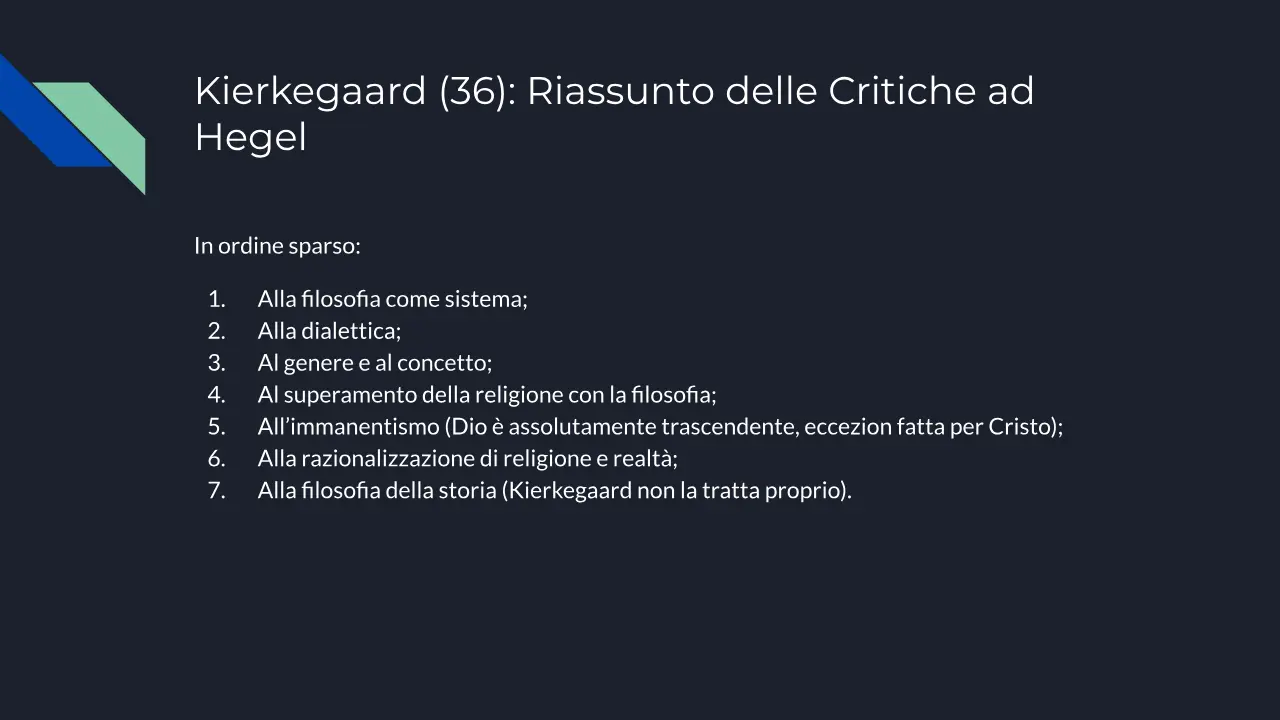 Kierkegaard (36): Riassunto delle Critiche ad
Hegel
In ordine sparso:
1. Alla filosofia come sistema;
2. Alla dialettica;
3. Al genere e al concetto;
4. Al superamento della religione con la filosofia;
5. All’immanentismo (Dio è assolutamente trascendente, eccezion fatta per Cristo);
6. Alla razionalizzazione di religione e realtà;
7. Alla filosofia della storia (Kierkegaard non la tratta proprio).